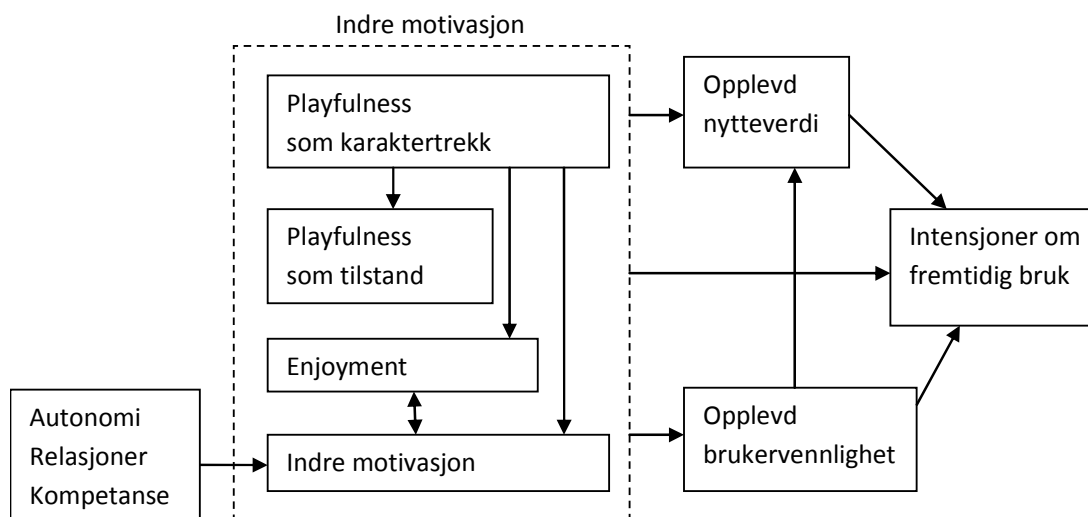 Indre motivasjon
Playfulness
som karaktertrekk
Playfulness
som tilstand
Enjoyment
Indre motivasjon
Autonomi
Relasjoner
Kompetanse
Opplevd
nytteverdi
Intensjoner om
fremtidig bruk
Opplevd
brukervennlighet